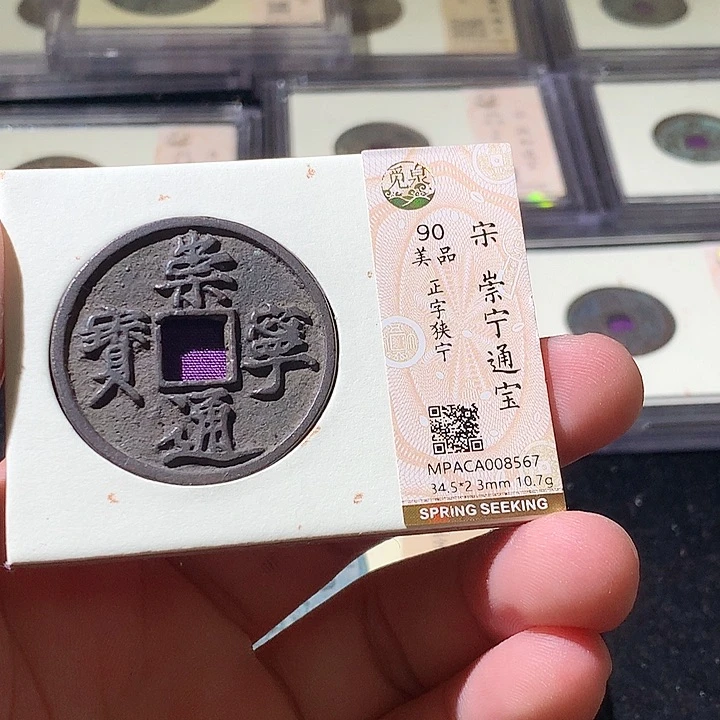 崇
寧
通
寳
觅泉
宋 崇宁通宝
90
美品
正字狭宁
MPACA008567
34.5*2.3mm 10.7g
SPRING SEEKING